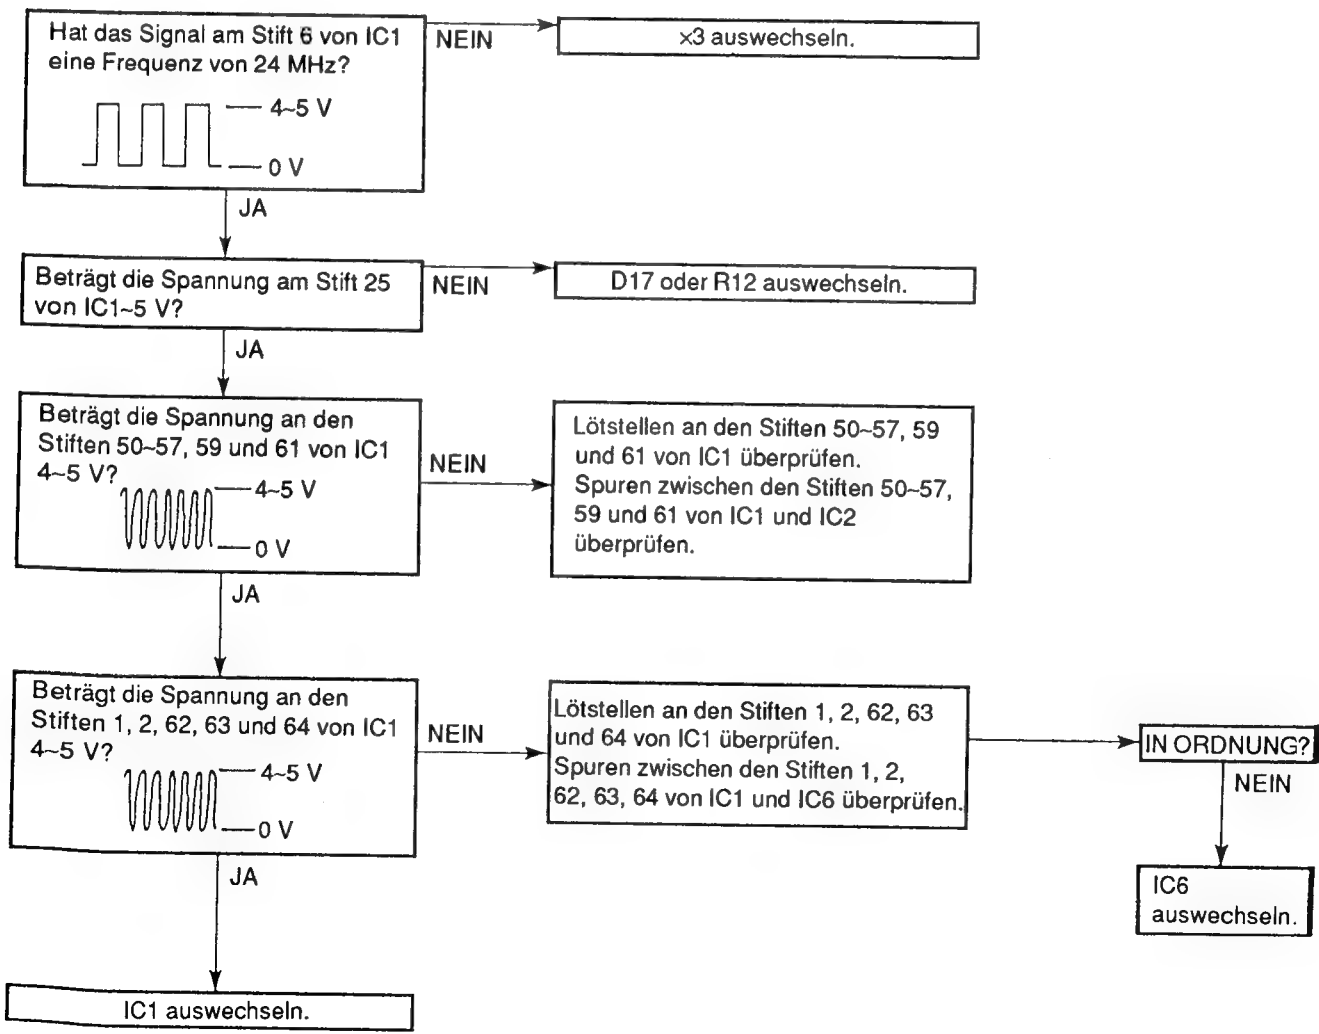 Hat das Signal am Stift 6 von IC1
eine Frequenz von 24 MHz?
4~5 V
0 V
NEIN
×3 auswechseln.
JA
Beträgt die Spannung am Stift 25
von IC1~5 V?
NEIN
D17 oder R12 auswechseln.
JA
Beträgt die Spannung an den
Stiften 50~57, 59 und 61 von IC1
4~5 V?
4~5 V
0 V
NEIN
Lötstellen an den Stiften 50~57, 59
und 61 von IC1 überprüfen.
Spuren zwischen den Stiften 50~57,
59 und 61 von IC1 und IC2
überprüfen.
JA
Beträgt die Spannung an den
Stiften 1, 2, 62, 63 und 64 von IC1
4~5 V?
4~5 V
0 V
NEIN
Lötstellen an den Stiften 1, 2, 62, 63
und 64 von IC1 überprüfen.
Spuren zwischen den Stiften 1, 2,
62, 63, 64 von IC1 und IC6 überprüfen.
IN ORDNUNG?
NEIN
IC6
auswechseln.
JA
IC1 auswechseln.